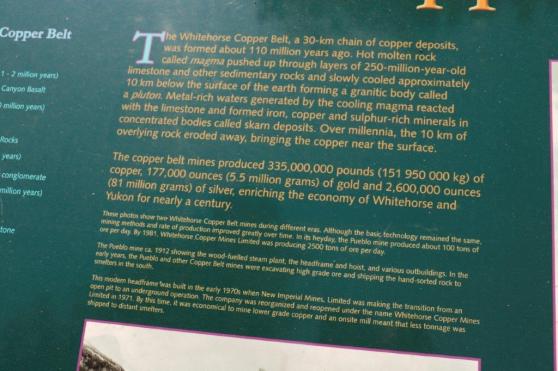 Copper Belt
1 - 2 million years)
Canyon Basalt
million years)
Rocks
years)
conglomerate
million years)
The Whitehorse Copper Belt, a 30-km chain of copper deposits,
was formed about 110 million years ago. Hot molten rock
called magma pushed up through layers of 250-million-year-old
limestone and other sedimentary rocks and slowly cooled approximately
10 km below the surface of the earth forming a granitic body called
a pluton. Metal-rich waters generated by the cooling magma reacted
with the limestone and formed iron, copper and sulphur-rich minerals in
concentrated bodies called skarn deposits. Over millennia, the 10 km of
overlying rock eroded away, bringing the copper near the surface.
The copper belt mines produced 335,000,000 pounds (151 950 000 kg) of
copper, 177,000 ounces (5.5 million grams) of gold and 2,600,000 ounces
(81 million grams) of silver, enriching the economy of Whitehorse and
Yukon for nearly a century.
These photos show two Whitehorse Copper Belt mines during different eras. Although the basic technology remained the same,
mining methods and rate of production improved greatly over time. In its heyday, the Pueblo mine produced about 100 tons of
ore per day. By 1981, Whitehorse Copper Mines Limited was producing 2500 tons of ore per day.
The Pueblo mine ca. 1912 showing the wood-fuelled steam plant, the headframe and hoist, and various outbuildings. In the
early years, the Pueblo and other Copper Belt mines were excavating high grade ore and shipping the hand-sorted rock to
smelters in the south.
This modern headframe was built in the early 1970s when New Imperial Mines, Limited was making the transition from an
open pit to an underground operation. The company was reorganized and reopened under the name Whitehorse Copper Mines
Limited in 1971. By this time, it was economical to mine lower grade copper and an onsite mill meant that less tonnage was
shipped to distant smelters.